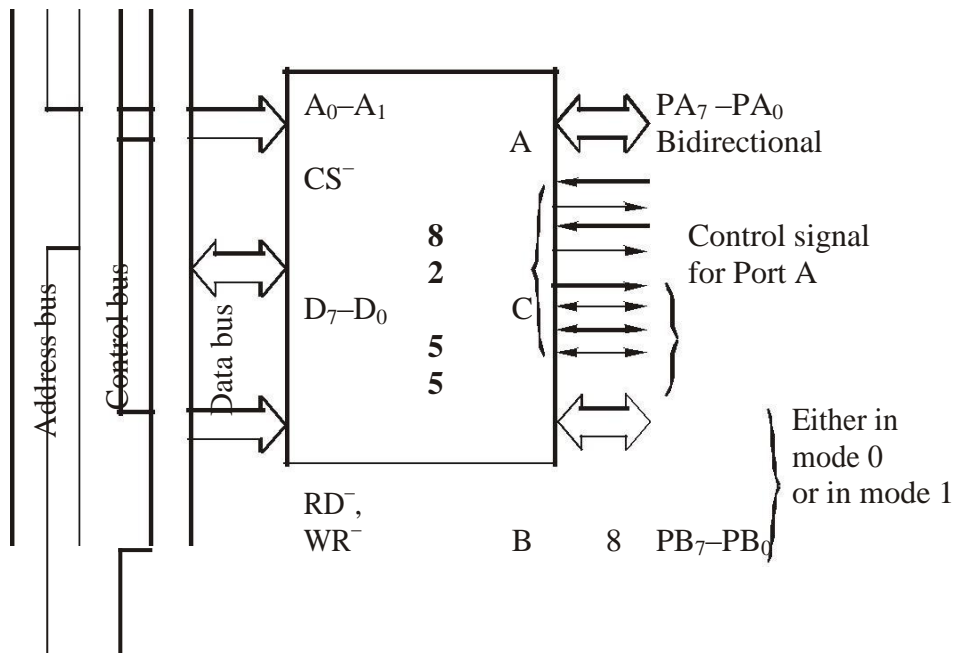 A₀–A₁
PA₇ –PA₀
Bidirectional
A
CS⁻
8
2
Control signal
for Port A
D₇–D₀
C
5
5
Address bus
Control bus
Data bus
Either in
mode 0
or in mode 1
RD⁻,
WR⁻
B
8
PB₇–PB₀